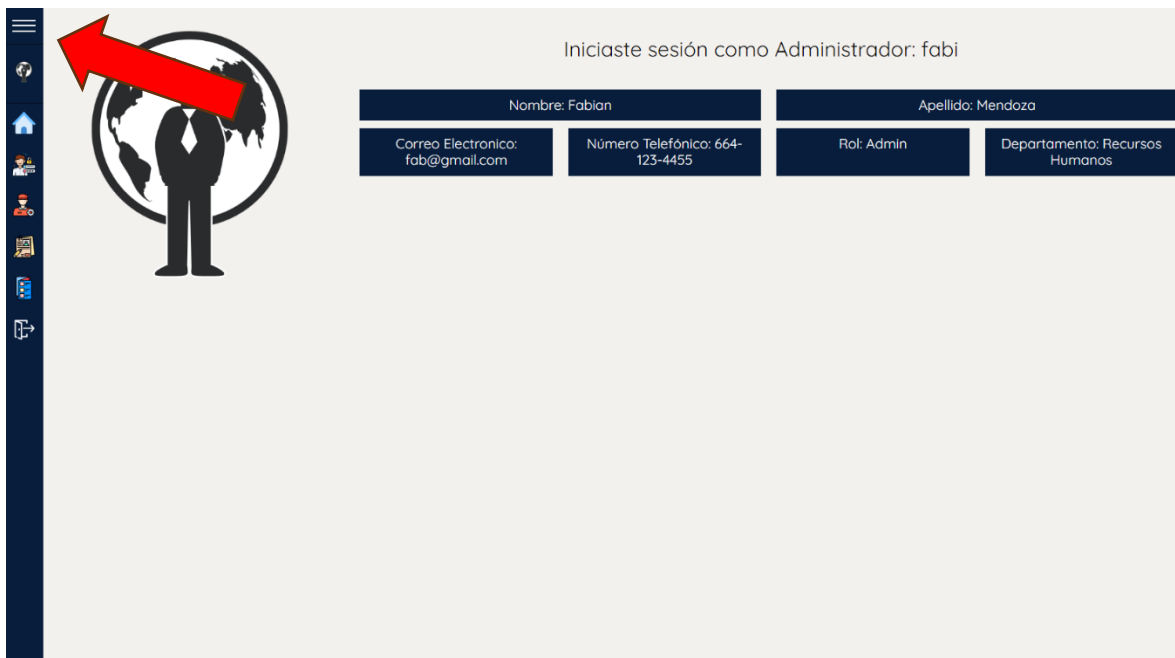 Iniciaste sesión como Administrador: fabi
Nombre: Fabian
Apellido: Mendoza
Correo Electronico:
fab@gmail.com
Número Telefónico: 664-
123-4455
Rol: Admin
Departamento: Recursos
Humanos